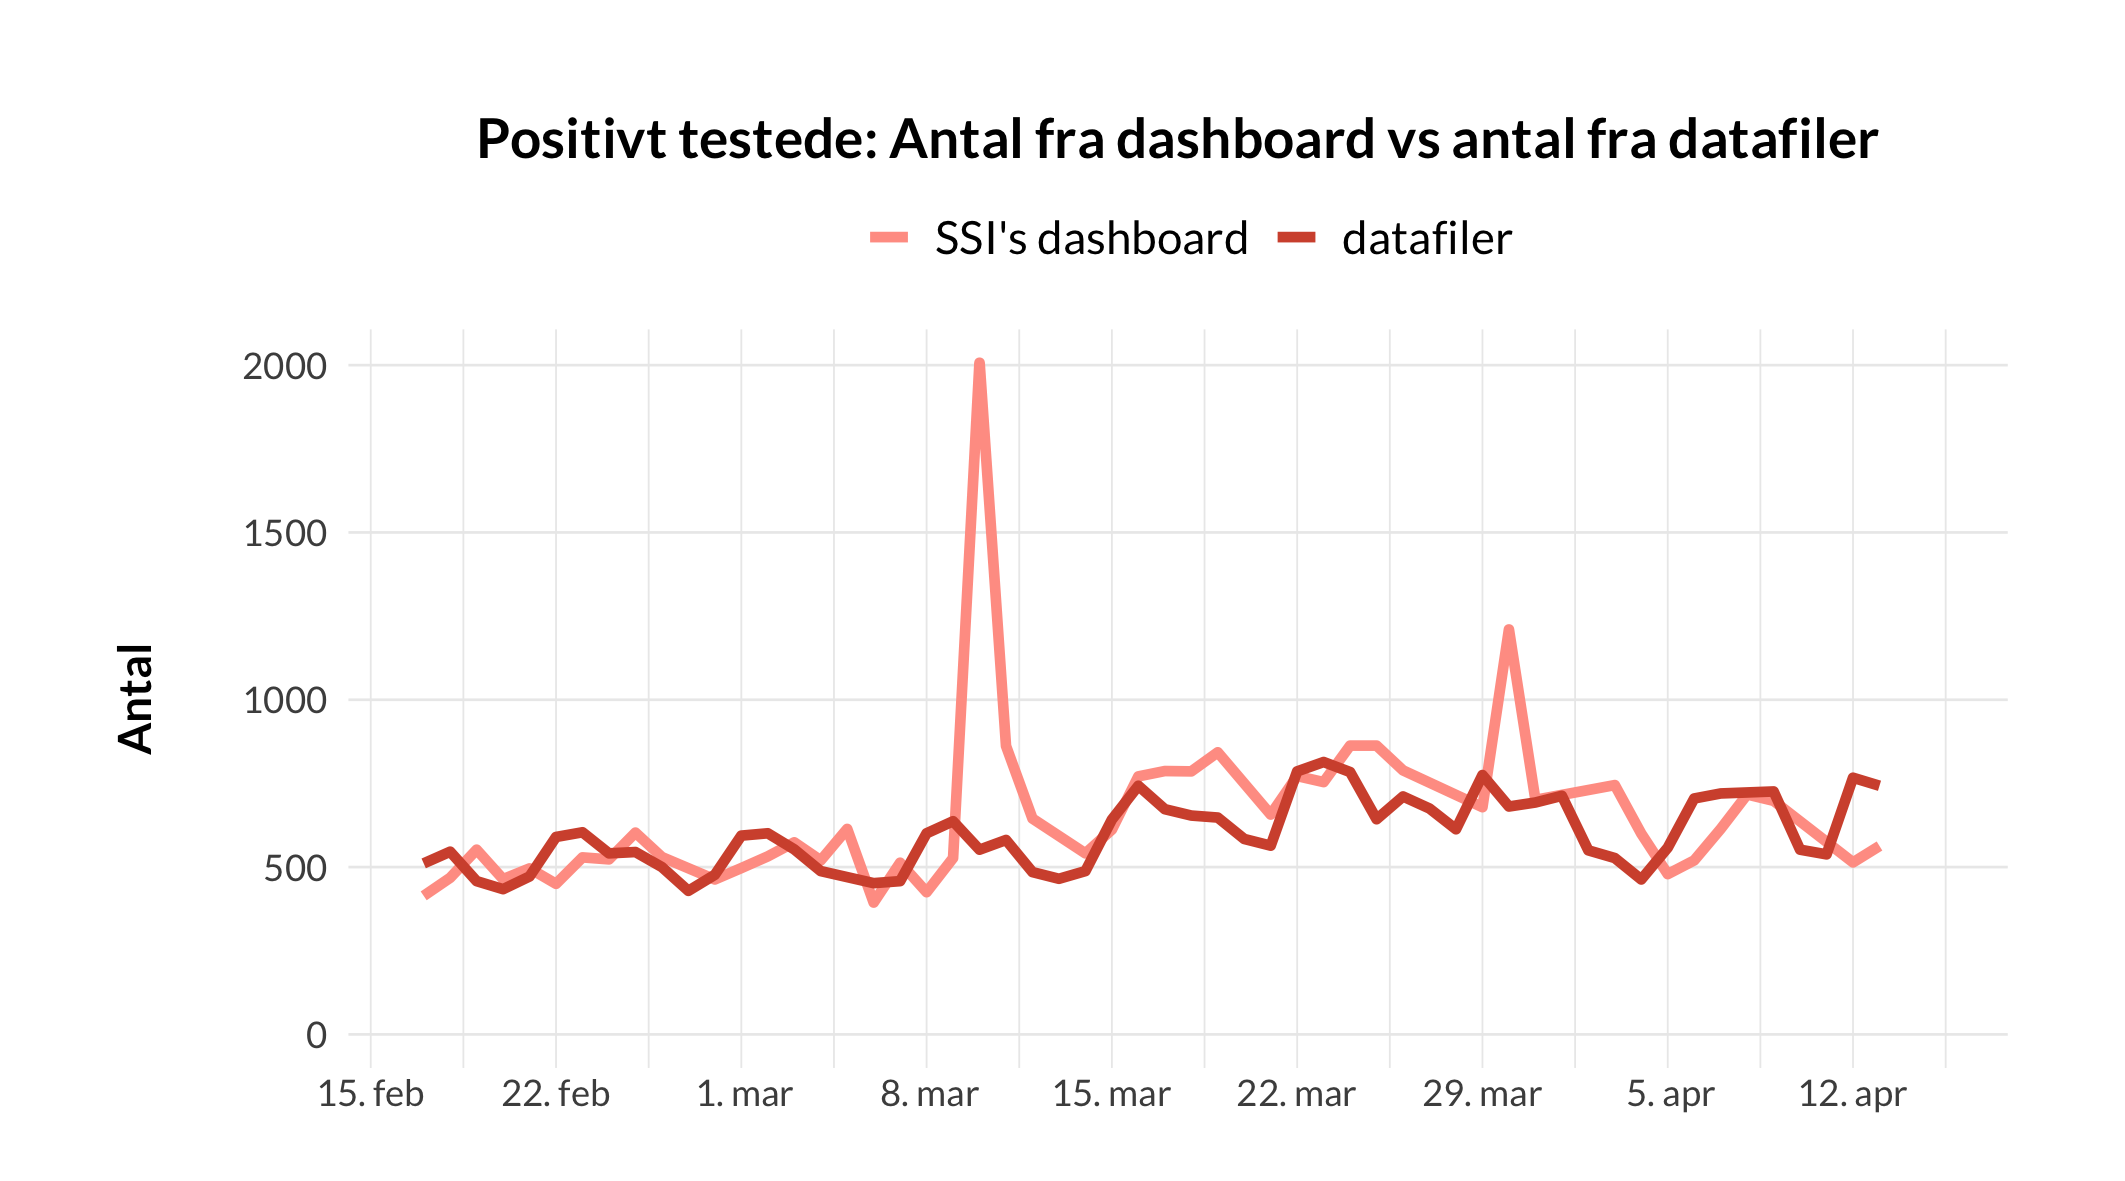 Positivt testede: Antal fra dashboard vs antal fra datafiler
SSI's dashboard datafiler
Antal
2000
1500
1000
500
0
15. feb 22. feb 1. mar 8. mar 15. mar 22. mar 29. mar 5. apr 12. apr